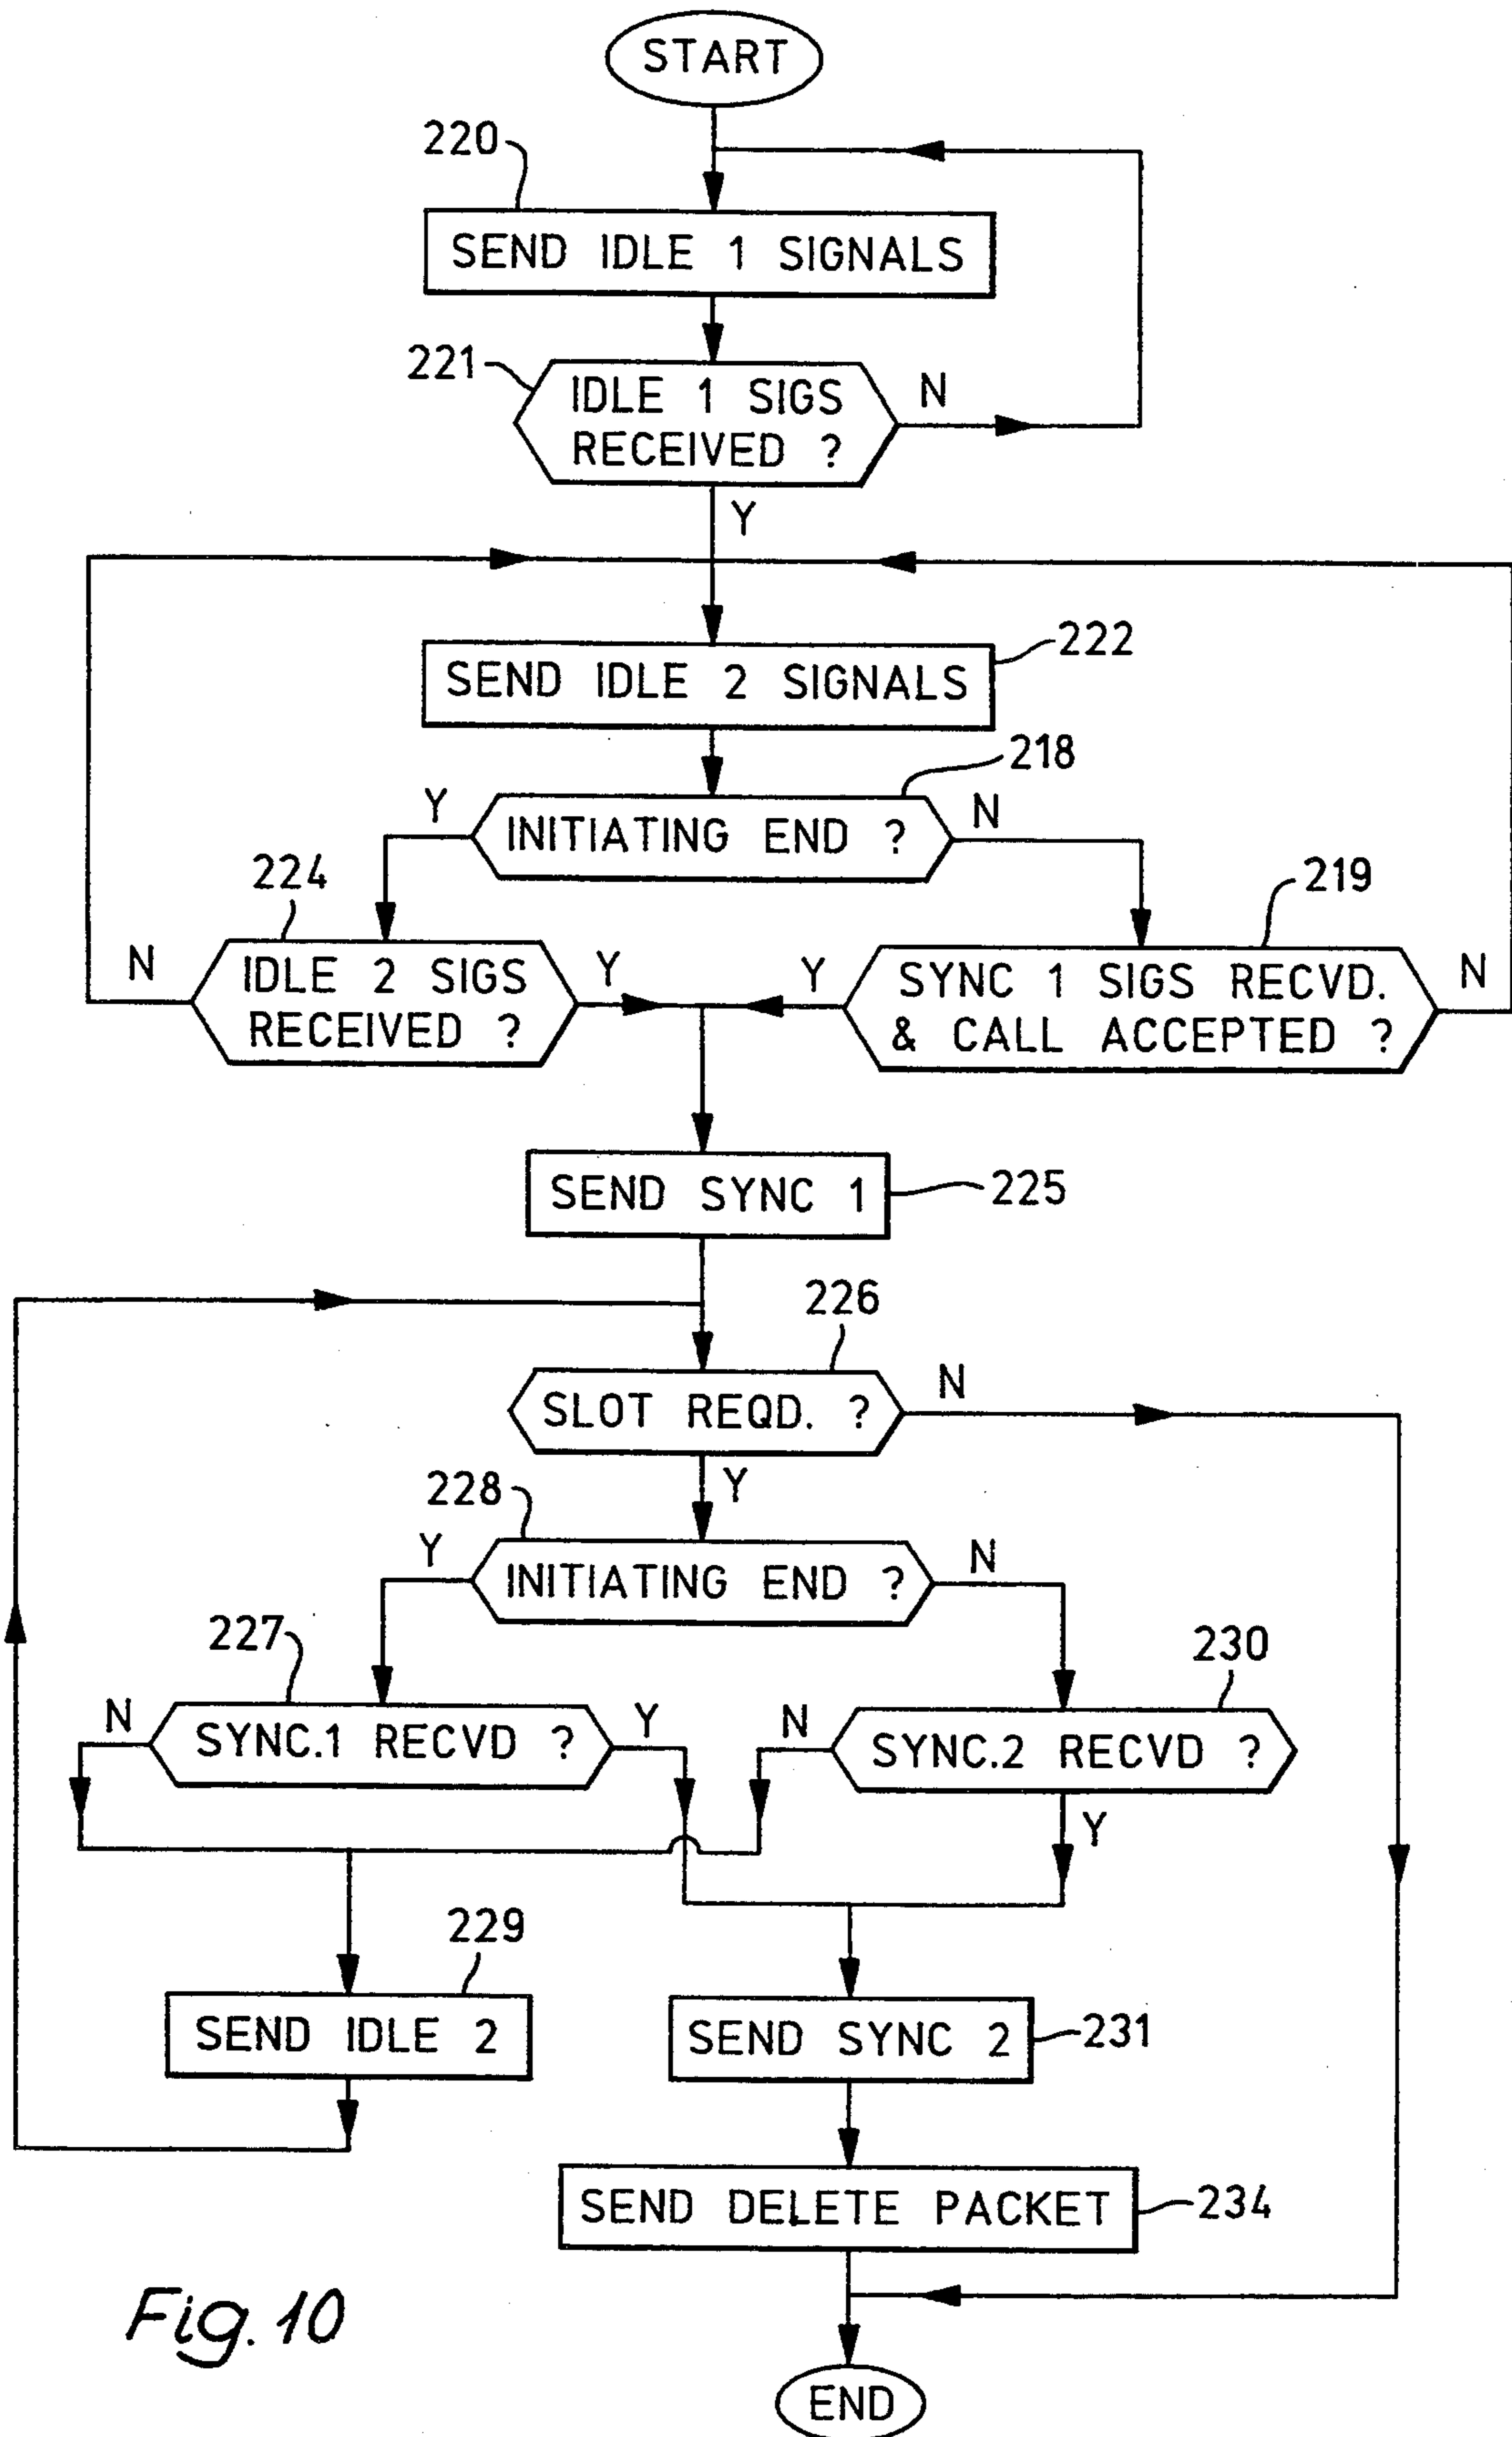 START
220
SEND IDLE 1 SIGNALS
221
IDLE 1 SIGS
RECEIVED ?
N
Y
SEND IDLE 2 SIGNALS
222
218
Y
INITIATING END ?
N
224
219
N
IDLE 2 SIGS
RECEIVED ?
Y
Y
SYNC 1 SIGS RECVD.
& CALL ACCEPTED ?
N
SEND SYNC 1
225
226
SLOT REQD. ?
N
Y
228
Y
INITIATING END ?
N
227
230
N
SYNC.1 RECVD ?
Y
N
SYNC.2 RECVD ?
Y
229
SEND IDLE 2
SEND SYNC 2
231
SEND DELETE PACKET
234
Fig. 10
END